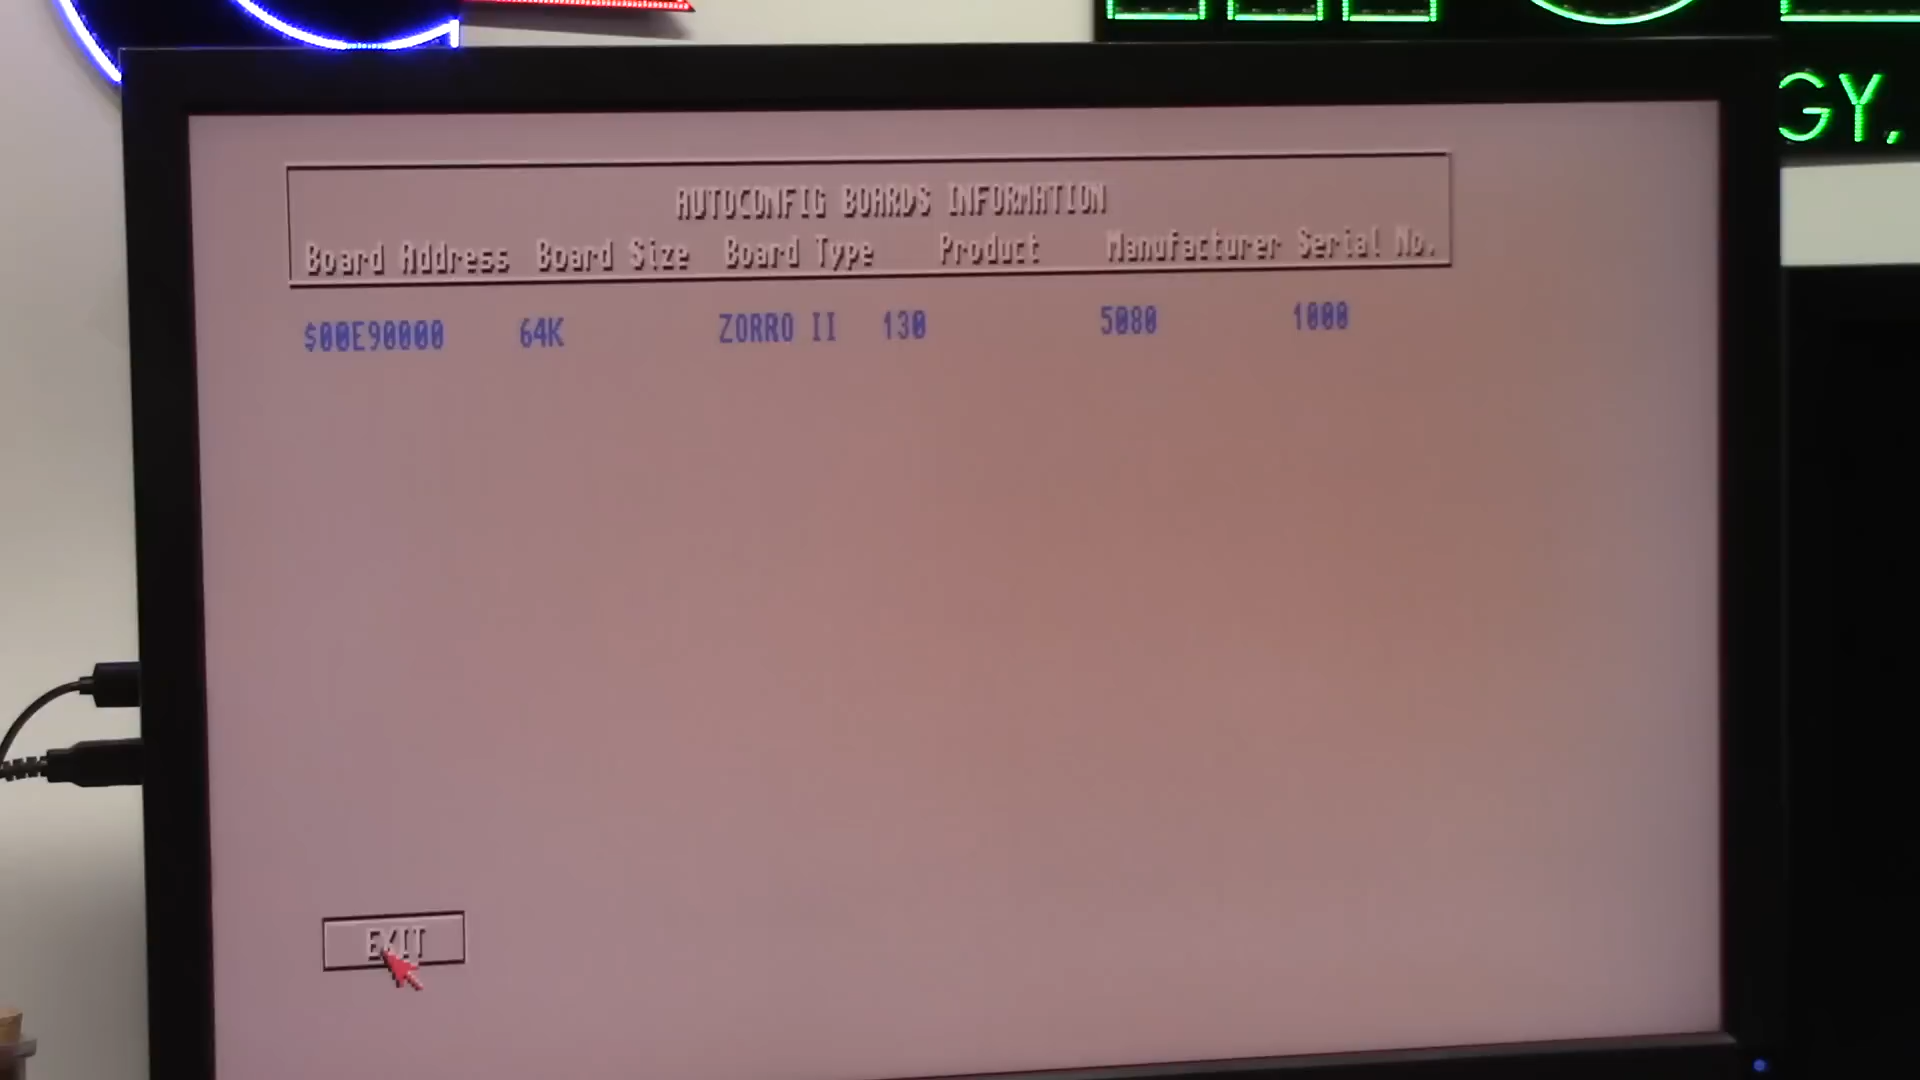 GY,
AUTOCONFIG BOARDS INFORMATION
Board Address Board Size Board Type Product Manufacturer Serial No.
$00E90000 64K ZORRO II 130 5080 1000
EXIT